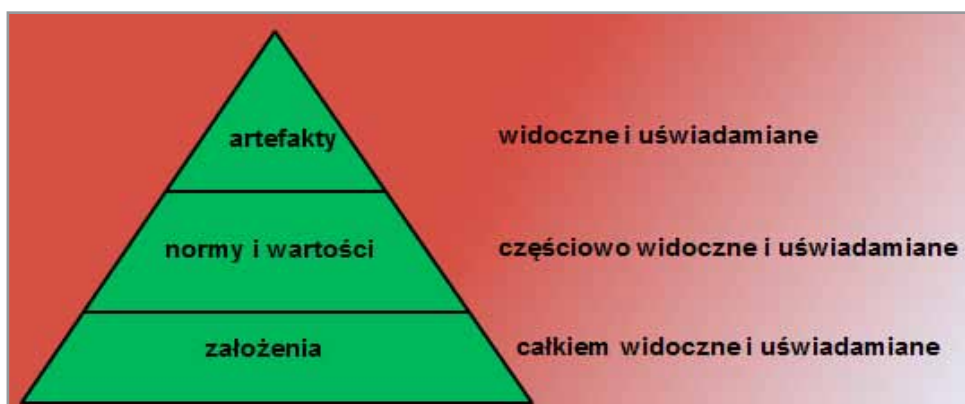 artefakty widoczne i uświadamiane
normy i wartości częściowo widoczne i uświadamiane
założenia całkiem widoczne i uświadamiane